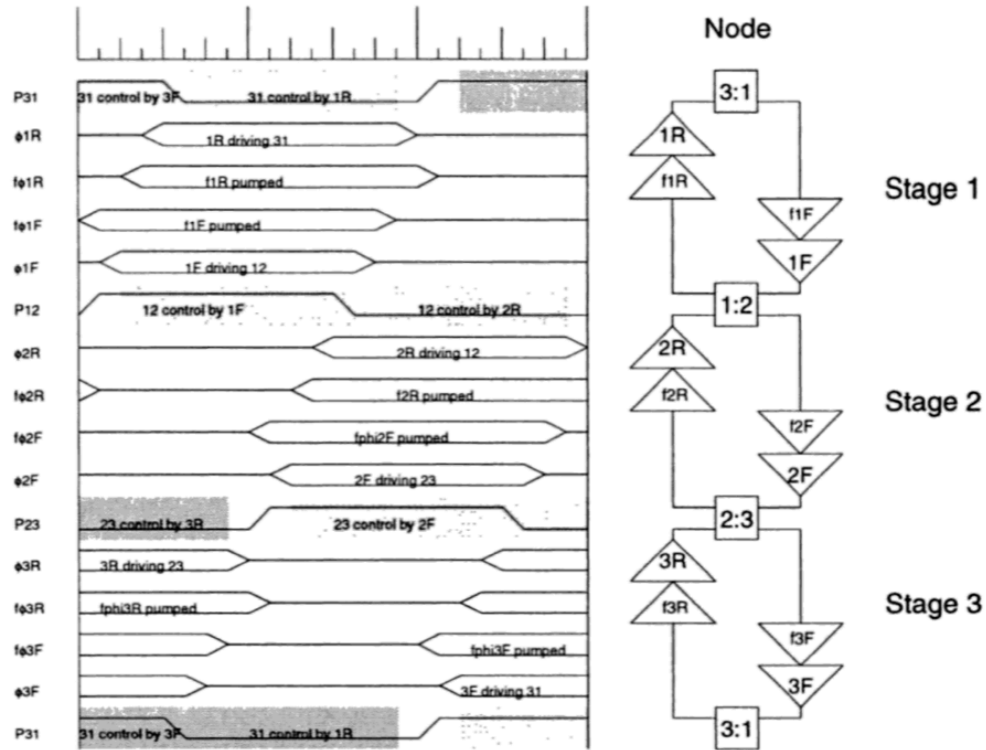 Node
P31 31 control by 3F 31 control by 1R
ϕ1R 1R driving 31
fϕ1R f1R pumped
fϕ1F f1F pumped
ϕ1F 1F driving 12
P12 12 control by 1F 12 control by 2R
ϕ2R 2R driving 12
fϕ2R f2R pumped
fϕ2F fphi2F pumped
ϕ2F 2F driving 23
P23 23 control by 3R 23 control by 2F
ϕ3R 3R driving 23
fϕ3R fphi3R pumped
fϕ3F fphi3F pumped
ϕ3F 3F driving 31
P31 31 control by 3F 31 control by 1R
3:1
1R
f1R
f1F
1F
Stage 1
1:2
2R
f2R
f2F
2F
Stage 2
2:3
3R
f3R
f3F
3F
Stage 3
3:1